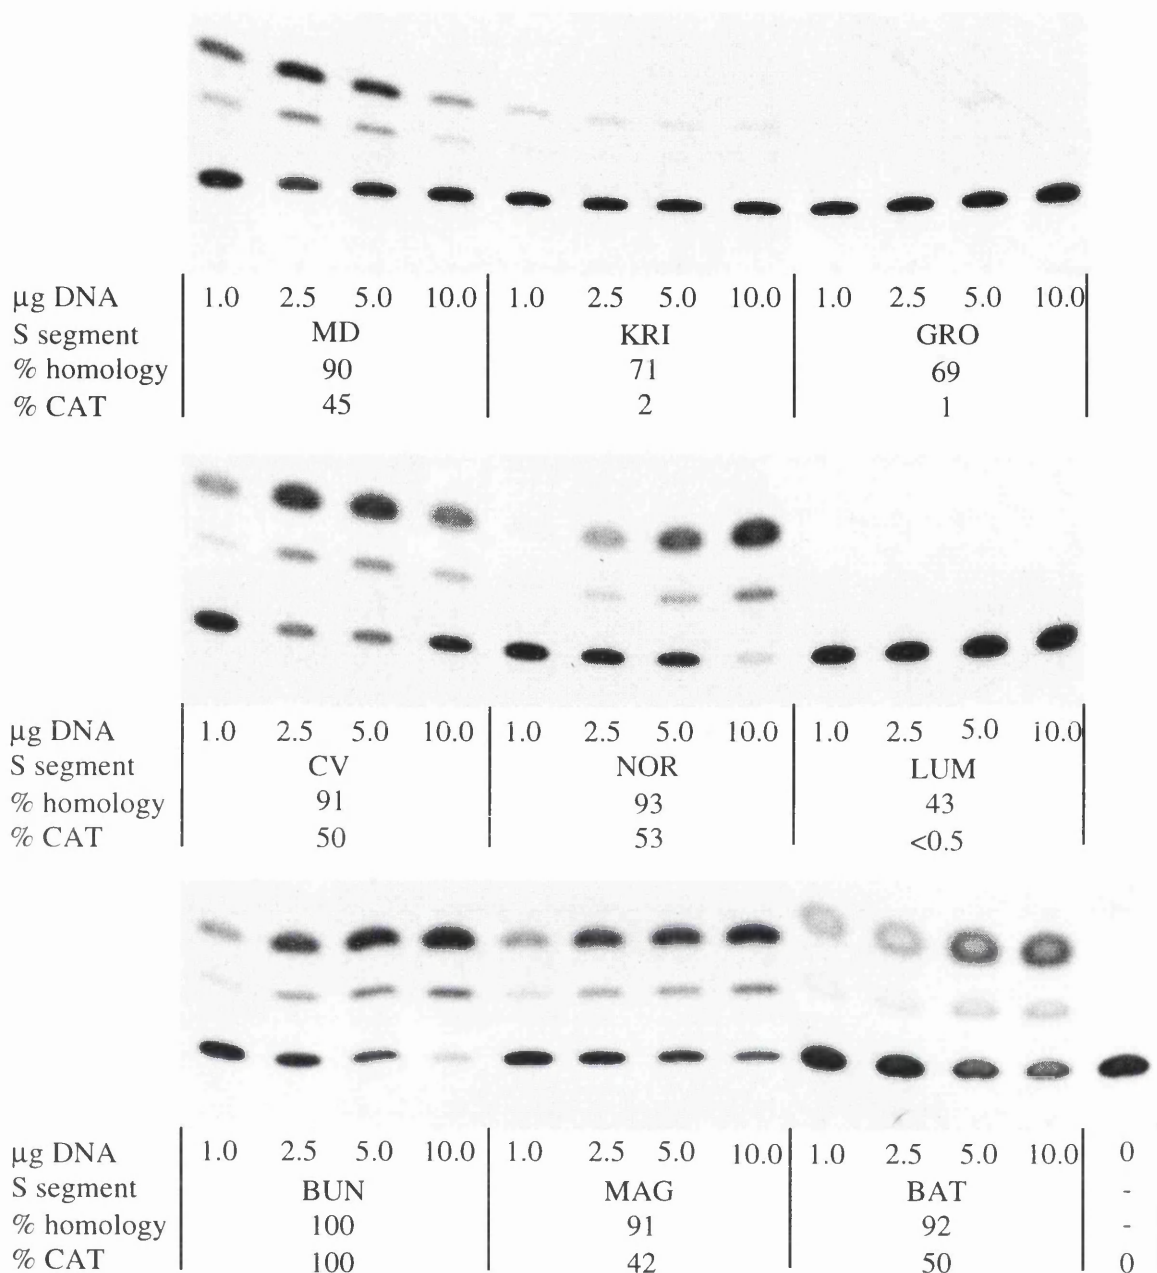 µg DNA 1.0 2.5 5.0 10.0 1.0 2.5 5.0 10.0 1.0 2.5 5.0 10.0
S segment MD KRI GRO
% homology 90 71 69
% CAT 45 2 1
µg DNA 1.0 2.5 5.0 10.0 1.0 2.5 5.0 10.0 1.0 2.5 5.0 10.0
S segment CV NOR LUM
% homology 91 93 43
% CAT 50 53 <0.5
µg DNA 1.0 2.5 5.0 10.0 1.0 2.5 5.0 10.0 1.0 2.5 5.0 10.0 0
S segment BUN MAG BAT -
% homology 100 91 92 -
% CAT 100 42 50 0